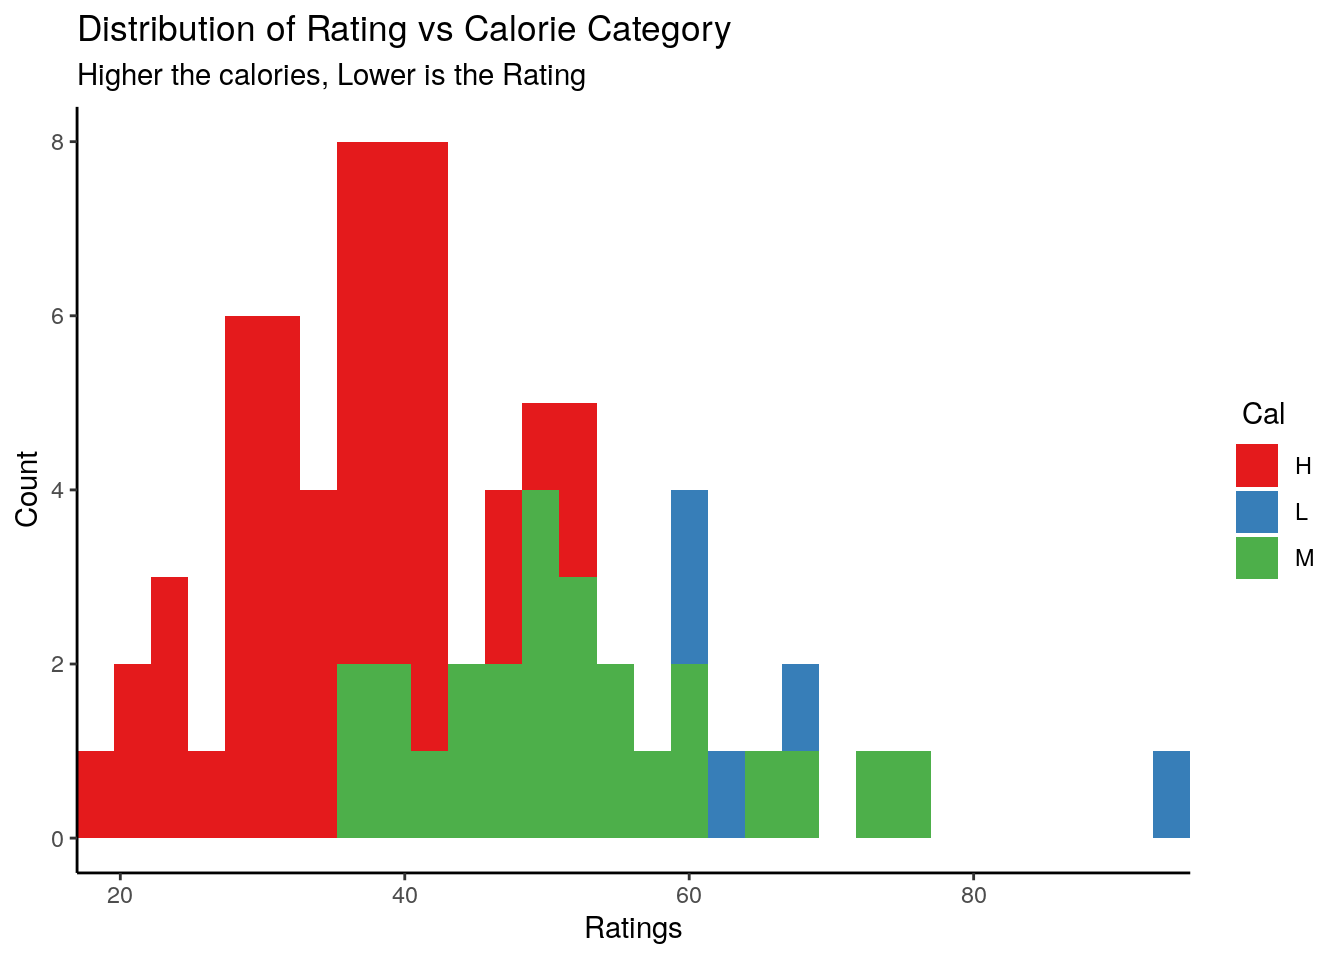 Distribution of Rating vs Calorie Category
Higher the calories, Lower is the Rating
8
6
4
2
0
Count
20 40 60 80
Ratings
Cal
H
L
M